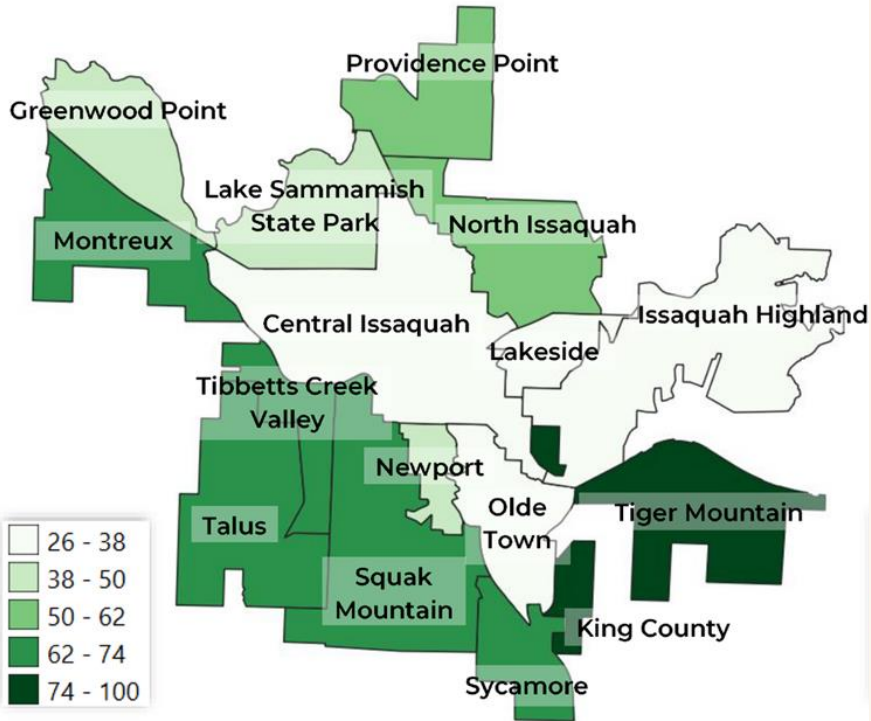 Providence Point
Greenwood Point
Lake Sammamish
State Park
North Issaquah
Montreux
Issaquah Highland
Central Issaquah
Lakeside
Tibbetts Creek
Valley
Newport
Olde
Town
Tiger Mountain
Talus
Squak
Mountain
King County
Sycamore
26 - 38
38 - 50
50 - 62
62 - 74
74 - 100